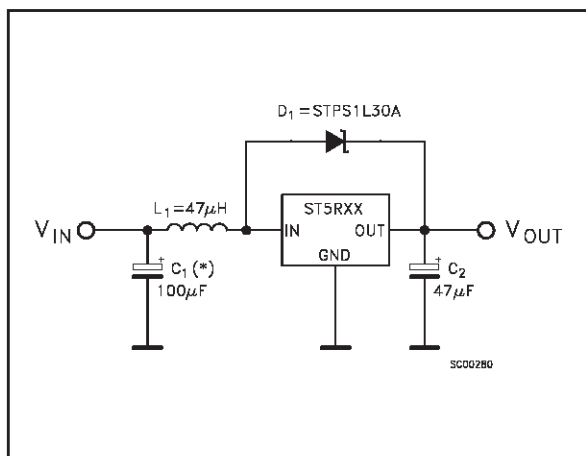 D1=STPS1L30A
L1=47μH
ST5RXX
VIN
IN
OUT
VOUT
GND
C1(*)
100μF
C2
47μF
+
+
SC00280